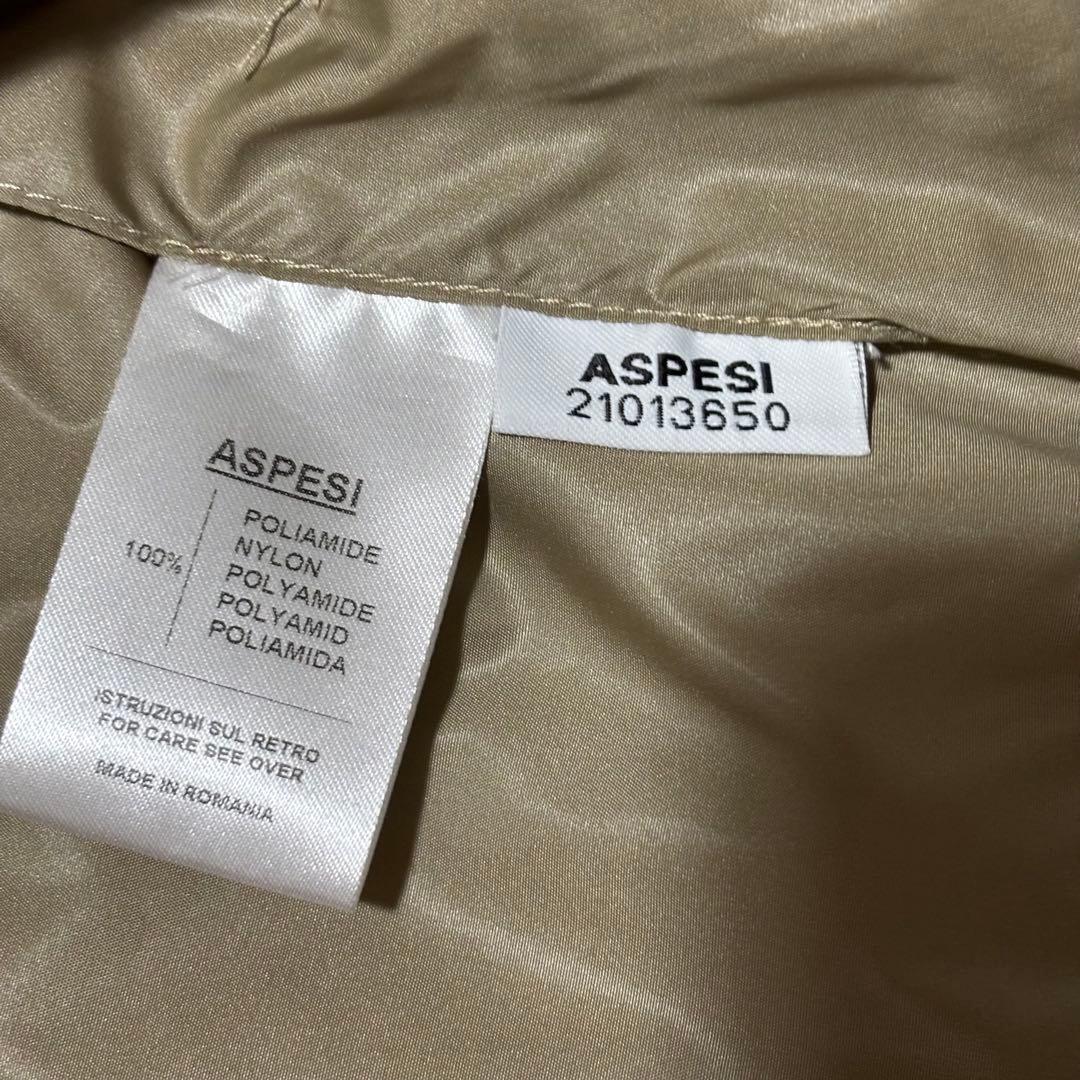 ASPESI
100%
POLIAMIDE
NYLON
POLYAMIDE
POLYAMID
POLIAMIDA
ISTRUZIONI SUL RETRO
FOR CARE SEE OVER
MADE IN ROMANIA
ASPESI
21013650